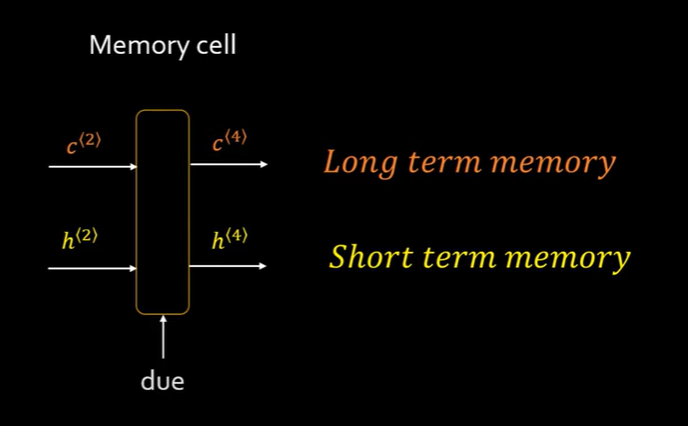 Memory cell
c⟨2⟩ c⟨4⟩ Long term memory
h⟨2⟩ h⟨4⟩ Short term memory
due